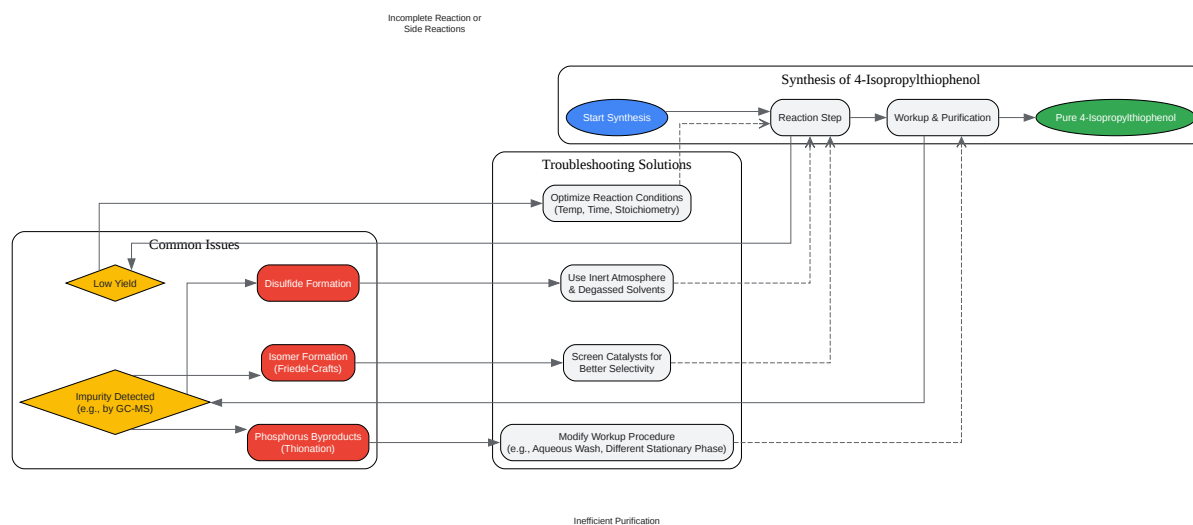 Incomplete Reaction or
Side Reactions
Synthesis of 4-Isopropylthiophenol
Start Synthesis
Reaction Step
Workup & Purification
Pure 4-Isopropylthiophenol
Troubleshooting Solutions
Optimize Reaction Conditions
(Temp, Time, Stoichiometry)
Common Issues
Low Yield
Disulfide Formation
Use Inert Atmosphere
& Degassed Solvents
Isomer Formation
(Friedel-Crafts)
Screen Catalysts for
Better Selectivity
Impurity Detected
(e.g., by GC-MS)
Phosphorus Byproducts
(Thionation)
Modify Workup Procedure
(e.g., Aqueous Wash, Different Stationary Phase)
Inefficient Purification